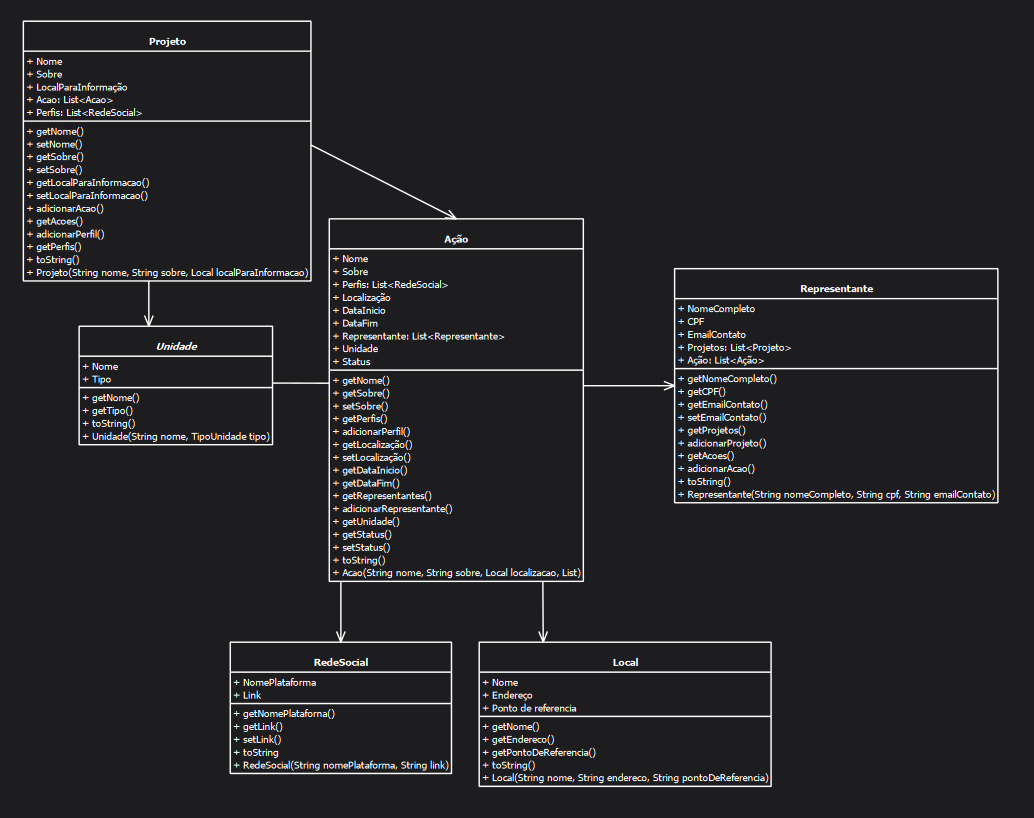 Projeto
+ Nome
+ Sobre
+ LocalParaInformação
+ Acao: List<Acao>
+ Perfis: List<RedeSocial>
+ getNome()
+ setNome()
+ getSobre()
+ setSobre()
+ getLocalParaInformacao()
+ setLocalParaInformacao()
+ adicionarAcao()
+ getAcoes()
+ adicionarPerfil()
+ getPerfis()
+ toString()
+ Projeto(String nome, String sobre, Local localParaInformacao)
Unidade
+ Nome
+ Tipo
+ getNome()
+ getTipo()
+ toString()
+ Unidade(String nome, TipoUnidade tipo)
Ação
+ Nome
+ Sobre
+ Perfis: List<RedeSocial>
+ Localização
+ DataInicio
+ DataFim
+ Representante: List<Representante>
+ Unidade
+ Status
+ getNome()
+ getSobre()
+ setSobre()
+ getPerfis()
+ adicionarPerfil()
+ getLocalização()
+ setLocalização()
+ getDataInicio()
+ getDataFim()
+ getRepresentantes()
+ adicionarRepresentante()
+ getUnidade()
+ getStatus()
+ setStatus()
+ toString()
+ Acao(String nome, String sobre, Local localizacao, List)
Representante
+ NomeCompleto
+ CPF
+ EmailContato
+ Projetos: List<Projeto>
+ Ação: List<Ação>
+ getNomeCompleto()
+ getCPF()
+ getEmailContato()
+ setEmailContato()
+ getProjetos()
+ adicionarProjeto()
+ getAcoes()
+ adicionarAcao()
+ toString()
+ Representante(String nomeCompleto, String cpf, String emailContato)
RedeSocial
+ NomePlataforma
+ Link
+ getNomePlataforna()
+ getLink()
+ setLink()
+ toString
+ RedeSocial(String nomePlataforma, String link)
Local
+ Nome
+ Endereço
+ Ponto de referencia
+ getNome()
+ getEndereco()
+ getPontoDeReferencia()
+ toString()
+ Local(String nome, String endereco, String pontoDeReferencia)